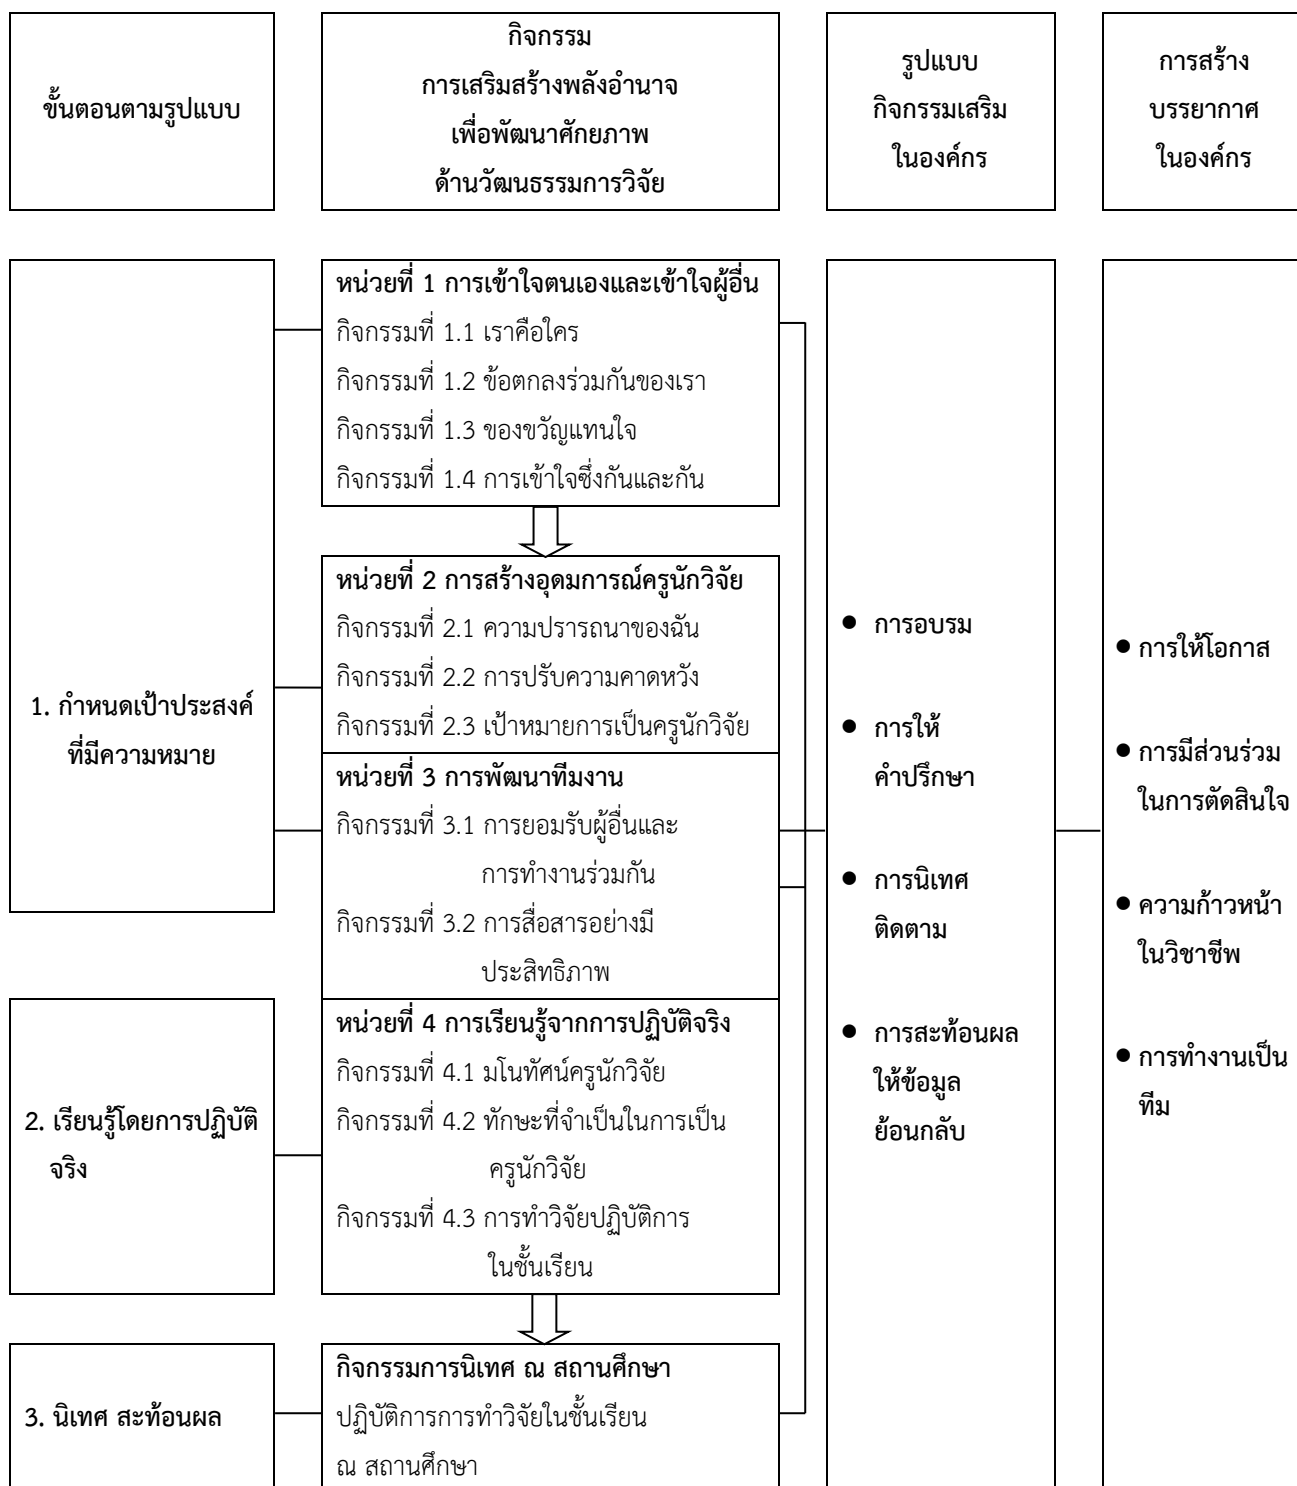 ขั้นตอนตามรูปแบบ
กิจกรรม
การเสริมสร้างพลังอำนาจ
เพื่อพัฒนาศักยภาพ
ด้านวัฒนธรรมการวิจัย
รูปแบบ
กิจกรรมเสริม
ในองค์กร
การสร้าง
บรรยากาศ
ในองค์กร
1. กำหนดเป้าประสงค์
ที่มีความหมาย
หน่วยที่ 1 การเข้าใจตนเองและเข้าใจผู้อื่น
กิจกรรมที่ 1.1 เราคือใคร
กิจกรรมที่ 1.2 ข้อตกลงร่วมกันของเรา
กิจกรรมที่ 1.3 ของขวัญแทนใจ
กิจกรรมที่ 1.4 การเข้าใจซึ่งกันและกัน
หน่วยที่ 2 การสร้างอุดมการณ์ครูนักวิจัย
กิจกรรมที่ 2.1 ความปรารถนาของฉัน
กิจกรรมที่ 2.2 การปรับความคาดหวัง
กิจกรรมที่ 2.3 เป้าหมายการเป็นครูนักวิจัย
หน่วยที่ 3 การพัฒนาทีมงาน
กิจกรรมที่ 3.1 การยอมรับผู้อื่นและ
การทำงานร่วมกัน
กิจกรรมที่ 3.2 การสื่อสารอย่างมี
ประสิทธิภาพ
2. เรียนรู้โดยการปฏิบัติ
จริง
หน่วยที่ 4 การเรียนรู้จากการปฏิบัติจริง
กิจกรรมที่ 4.1 มโนทัศน์ครูนักวิจัย
กิจกรรมที่ 4.2 ทักษะที่จำเป็นในการเป็น
ครูนักวิจัย
กิจกรรมที่ 4.3 การทำวิจัยปฏิบัติการ
ในชั้นเรียน
3. นิเทศ สะท้อนผล
กิจกรรมการนิเทศ ณ สถานศึกษา
ปฏิบัติการการทำวิจัยในชั้นเรียน
ณ สถานศึกษา
● การอบรม
● การให้
คำปรึกษา
● การนิเทศ
ติดตาม
● การสะท้อนผล
ให้ข้อมูล
ย้อนกลับ
● การให้โอกาส
● การมีส่วนร่วม
ในการตัดสินใจ
● ความก้าวหน้า
ในวิชาชีพ
● การทำงานเป็น
ทีม